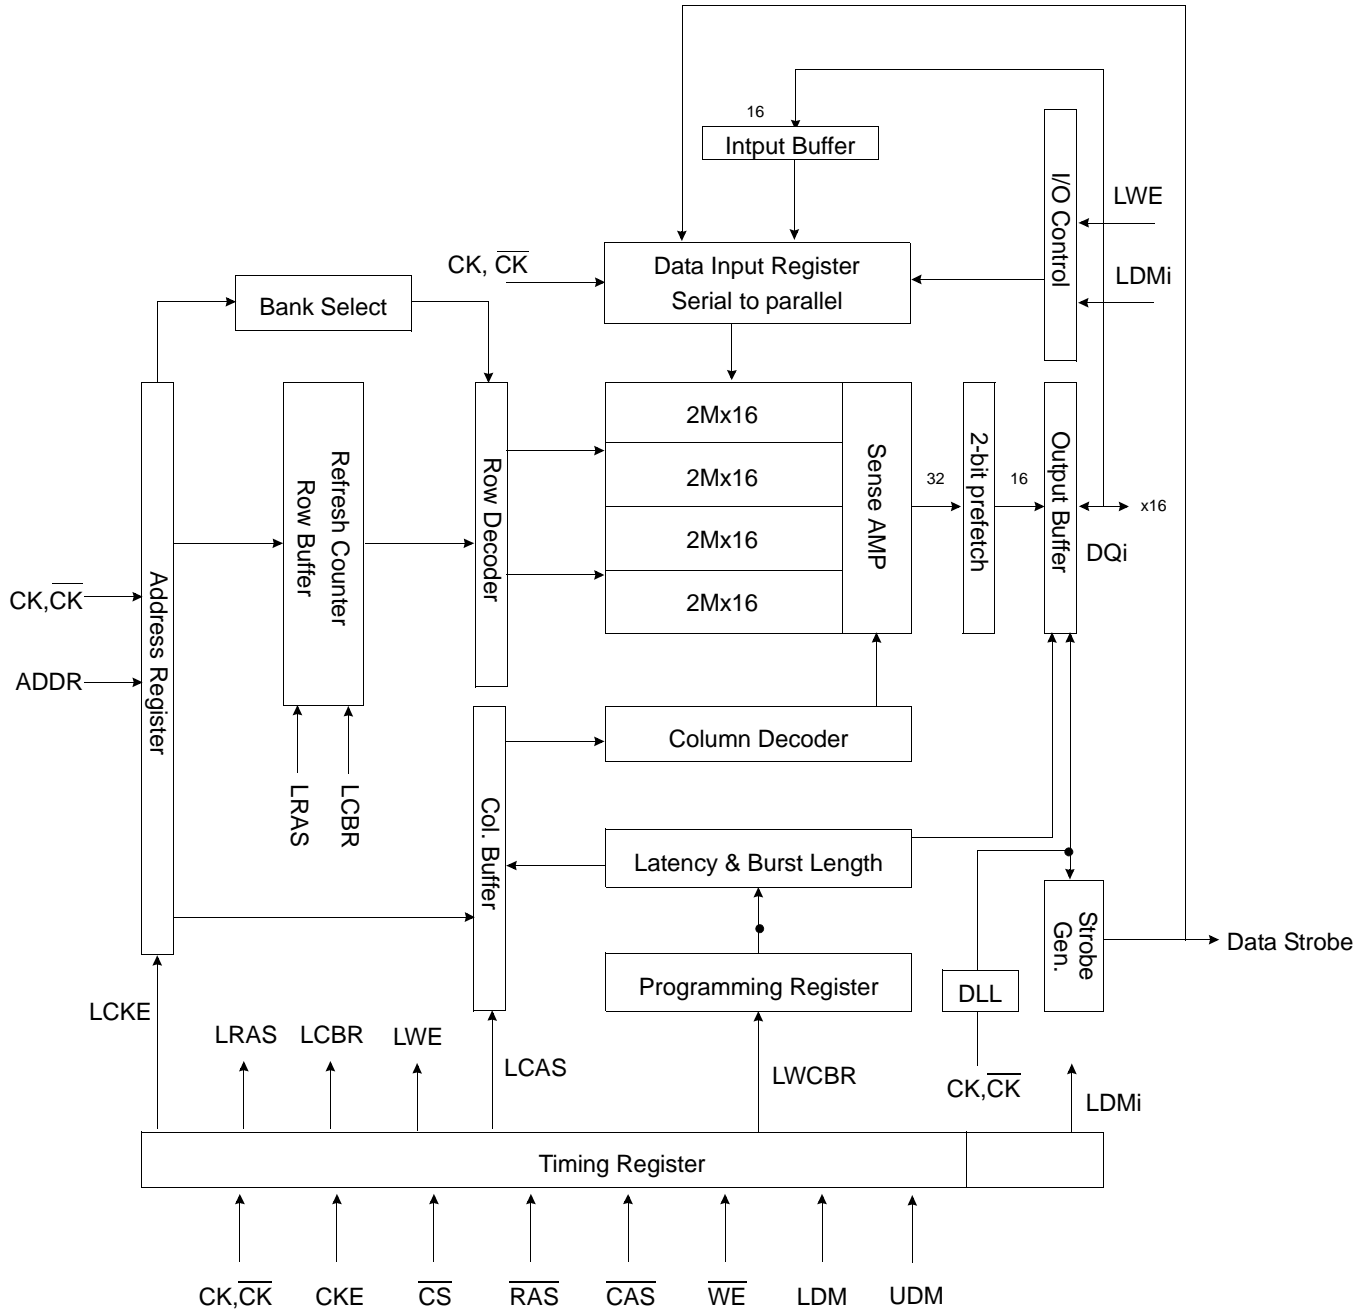 16
Intput Buffer
I/O Control
LWE
LDMi
CK, CK
Data Input Register
Serial to parallel
Bank Select
Address Register
Refresh Counter
Row Buffer
Row Decoder
2Mx16
2Mx16
2Mx16
2Mx16
Sense AMP
32
2-bit prefetch
16
Output Buffer
x16
DQi
CK,CK
ADDR
LRAS
LCBR
Col. Buffer
Column Decoder
Latency & Burst Length
Programming Register
DLL
Strobe
Gen.
Data Strobe
LCKE
LRAS
LCBR
LWE
LCAS
LWCBR
CK,CK
LDMi
Timing Register
CK,CK
CKE
CS
RAS
CAS
WE
LDM
UDM